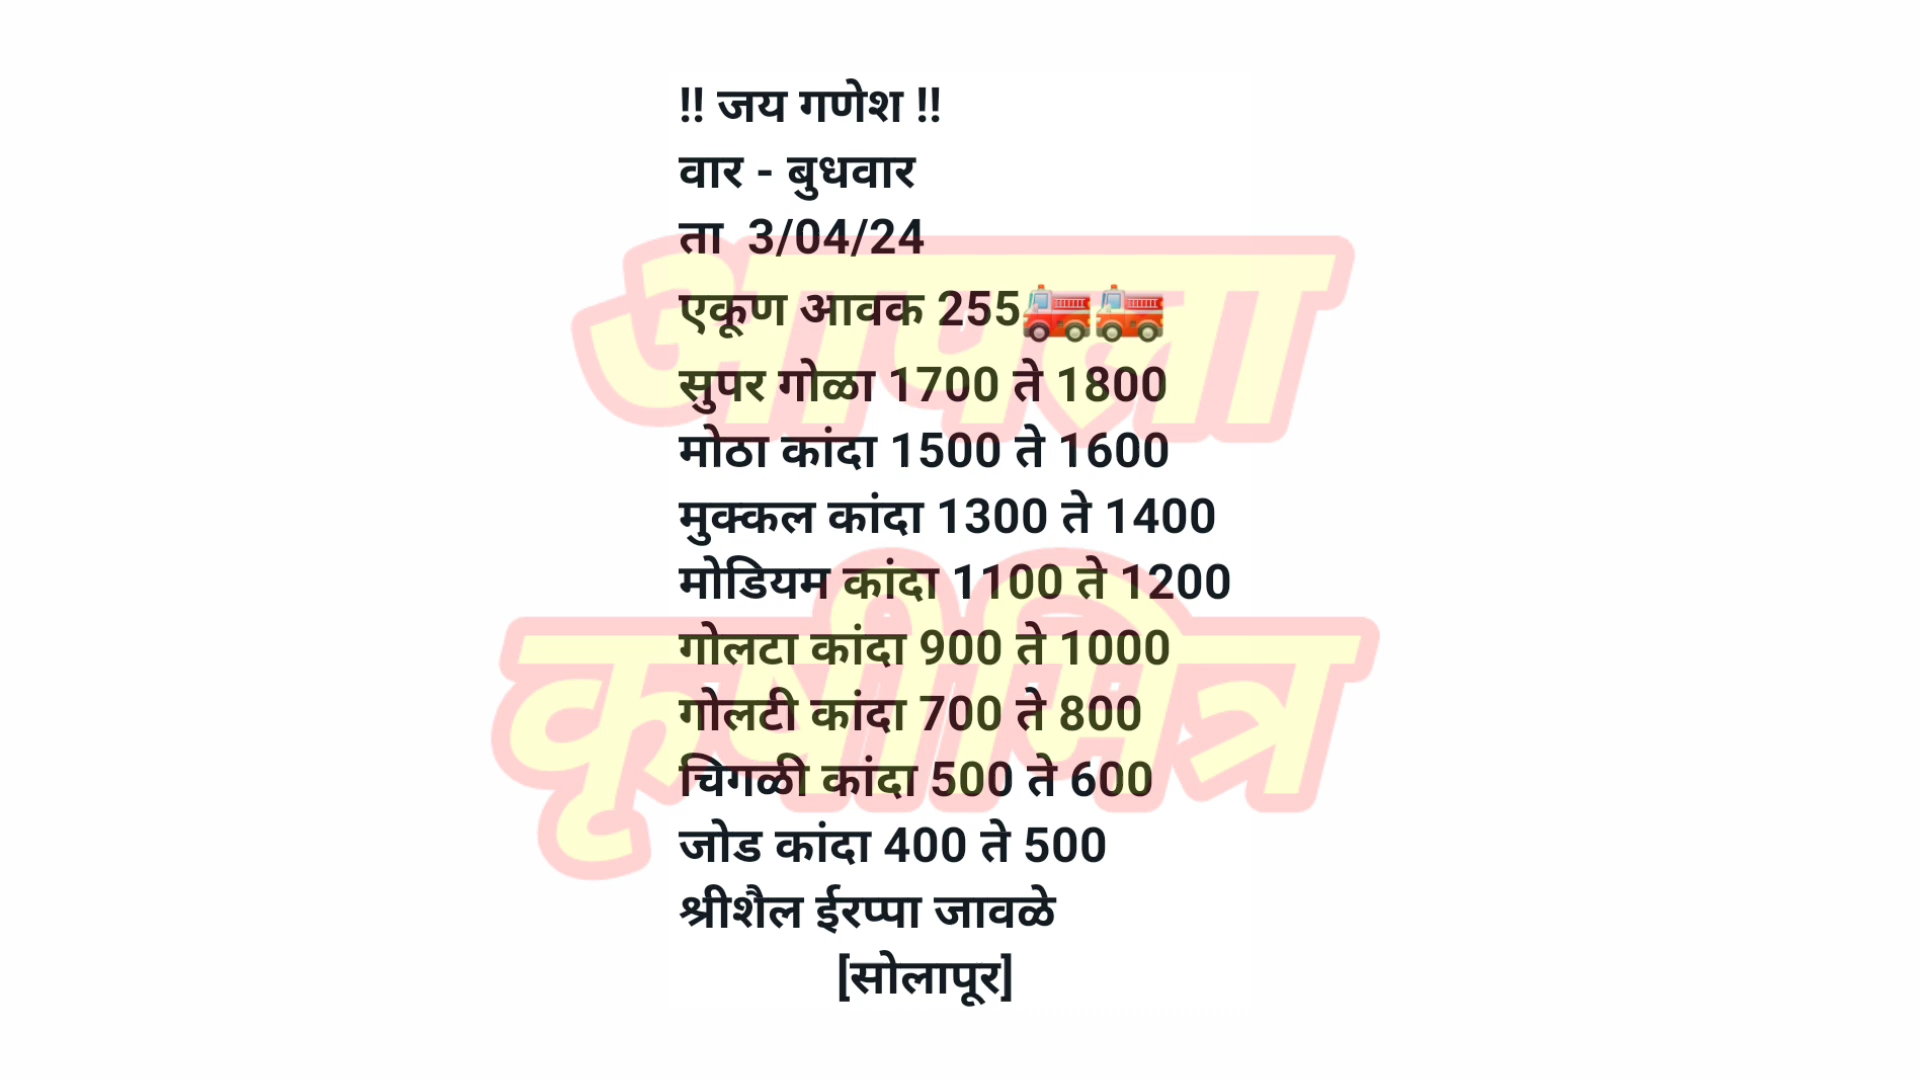 !! जय गणेश !!
वार - बुधवार
ता 3/04/24
एकूण आवक 255🚒🚒
सुपर गोळा 1700 ते 1800
मोठा कांदा 1500 ते 1600
मुक्कल कांदा 1300 ते 1400
मोडियम कांदा 1100 ते 1200
गोलटा कांदा 900 ते 1000
गोलटी कांदा 700 ते 800
चिगळी कांदा 500 ते 600
जोड कांदा 400 ते 500
श्रीशैल ईरप्पा जावळे
[सोलापूर]
आपला
कृषीमित्र